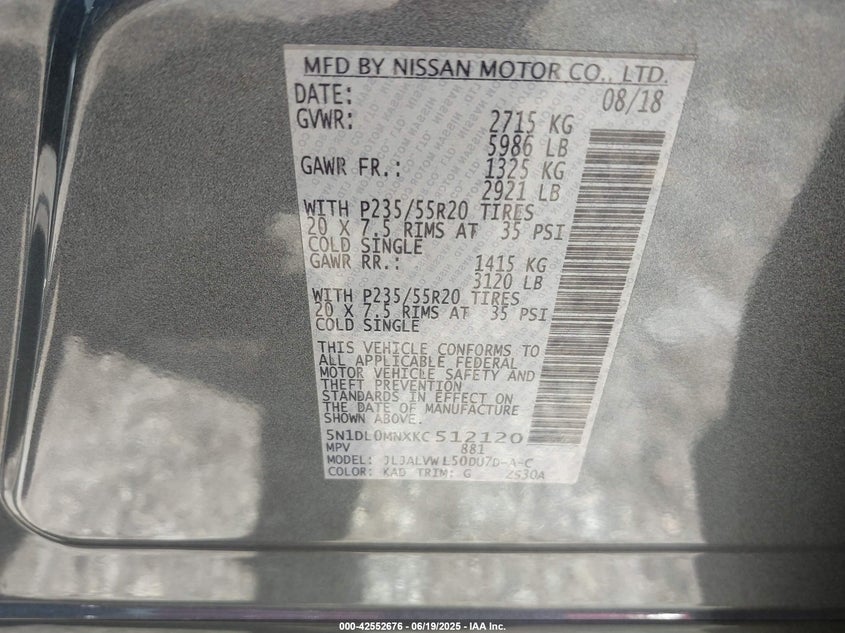 MFD BY NISSAN MOTOR CO., LTD.
DATE: 08/18
GVWR: 2715 KG
5986 LB
GAWR FR.: 1325 KG
2921 LB
WITH P235/55R20 TIRES
20 X 7.5 RIMS AT 35 PSI
COLD SINGLE
GAWR RR.: 1415 KG
3120 LB
WITH P235/55R20 TIRES
20 X 7.5 RIMS AT 35 PSI
COLD SINGLE
THIS VEHICLE CONFORMS TO
ALL APPLICABLE FEDERAL
MOTOR VEHICLE SAFETY AND
THEFT PREVENTION
STANDARDS IN EFFECT ON
THE DATE OF MANUFACTURE
SHOWN ABOVE.
5N1DL0MNXKC512120
MPV 881
MODEL:
COLOR: KAD TRIM: G 2530A
000-42552676 - 06/19/2025 - IAA Inc.